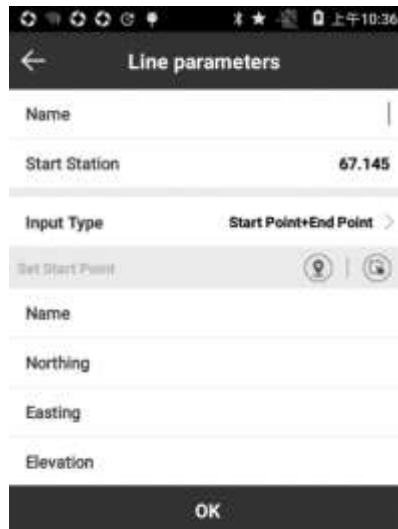 上午10:36
Line parameters
Name
Start Station 67.145
Input Type Start Point+End Point
Set Start Point
Name
Northing
Easting
Elevation
OK